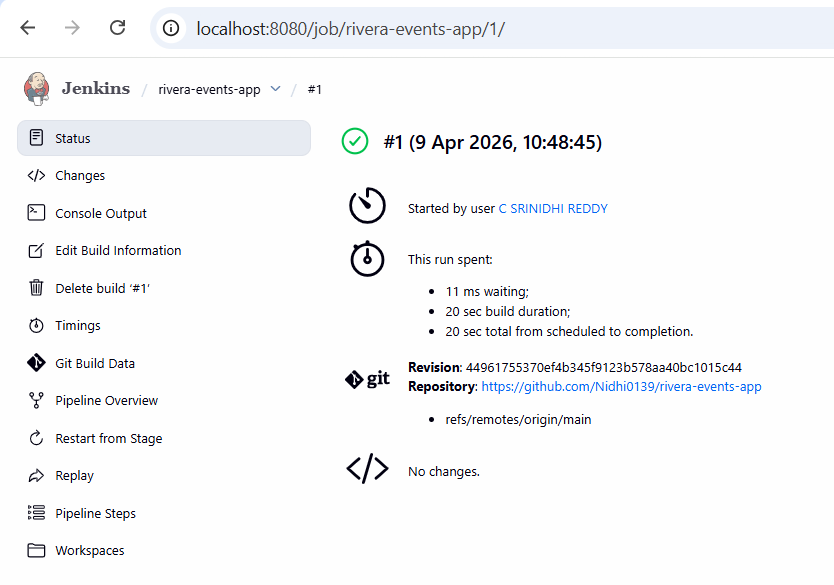 localhost:8080/job/rivera-events-app/1/
Jenkins / rivera-events-app / #1
Status
Changes
Console Output
Edit Build Information
Delete build ‘#1’
Timings
Git Build Data
Pipeline Overview
Restart from Stage
Replay
Pipeline Steps
Workspaces
#1 (9 Apr 2026, 10:48:45)
Started by user C SRINIDHI REDDY
This run spent:
11 ms waiting;
20 sec build duration;
20 sec total from scheduled to completion.
git
Revision: 44961755370ef4b345f9123b578aa40bc1015c44
Repository: https://github.com/Nidhi0139/rivera-events-app
refs/remotes/origin/main
No changes.